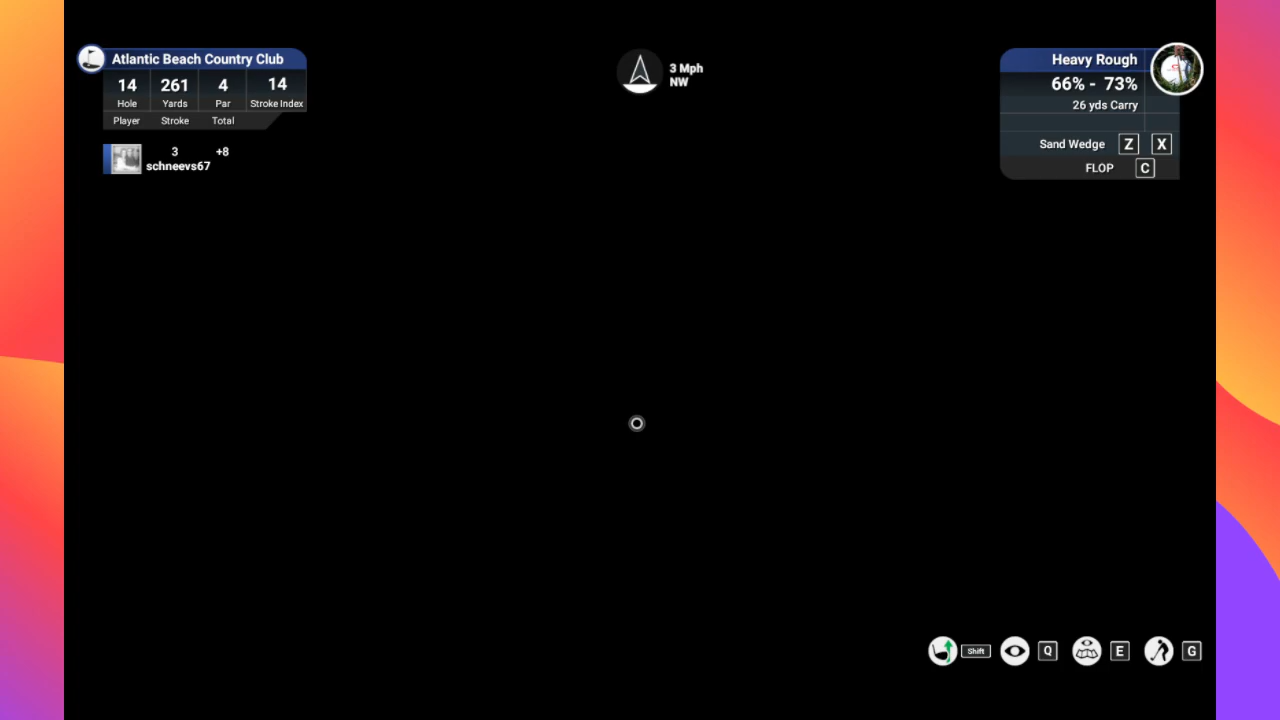 Atlantic Beach Country Club
14 261 4 14
Hole Yards Par Stroke Index
Player Stroke Total
3 +8
schneevs67
3 Mph
NW
Heavy Rough
66% - 73%
26 yds Carry
Sand Wedge Z X
FLOP C
Shift Q E G